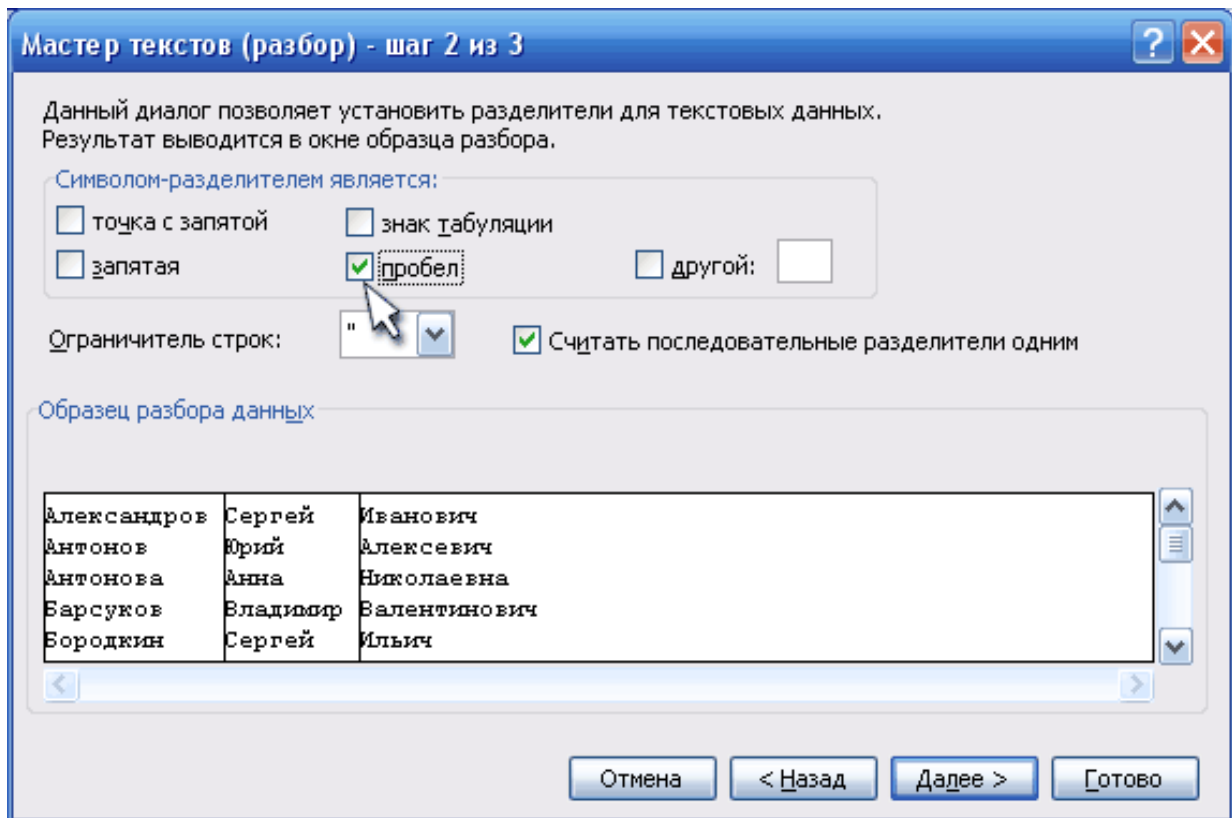 Мастер текстов (разбор) - шаг 2 из 3
Данный диалог позволяет установить разделители для текстовых данных.
Результат выводится в окне образца разбора.
Символом-разделителем является:
точка с запятой
знак табуляции
запятая
пробел
другой:
Ограничитель строк:
"
Считать последовательные разделители одним
Образец разбора данных
Александров Сергей Иванович
Антонов Юрий Алексевич
Антонова Анна Николаевна
Барсуков Владимир Валентинович
Бородкин Сергей Ильич
Отмена
< Назад
Далее >
Готово